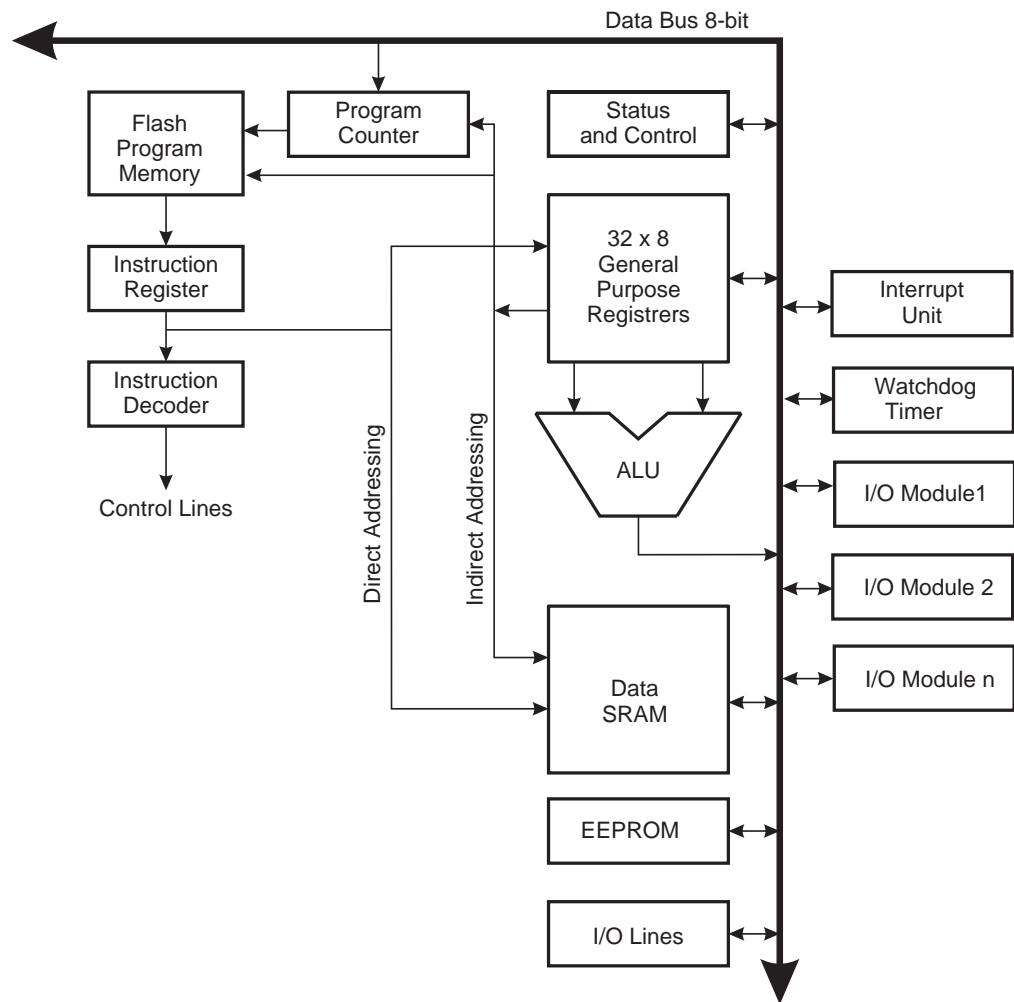 Data Bus 8-bit
Flash
Program
Memory
Program
Counter
Status
and Control
Instruction
Register
32 x 8
General
Purpose
Registrers
Interrupt
Unit
Instruction
Decoder
Watchdog
Timer
Control Lines
Direct Addressing
Indirect Addressing
ALU
I/O Module1
I/O Module 2
I/O Module n
Data
SRAM
EEPROM
I/O Lines